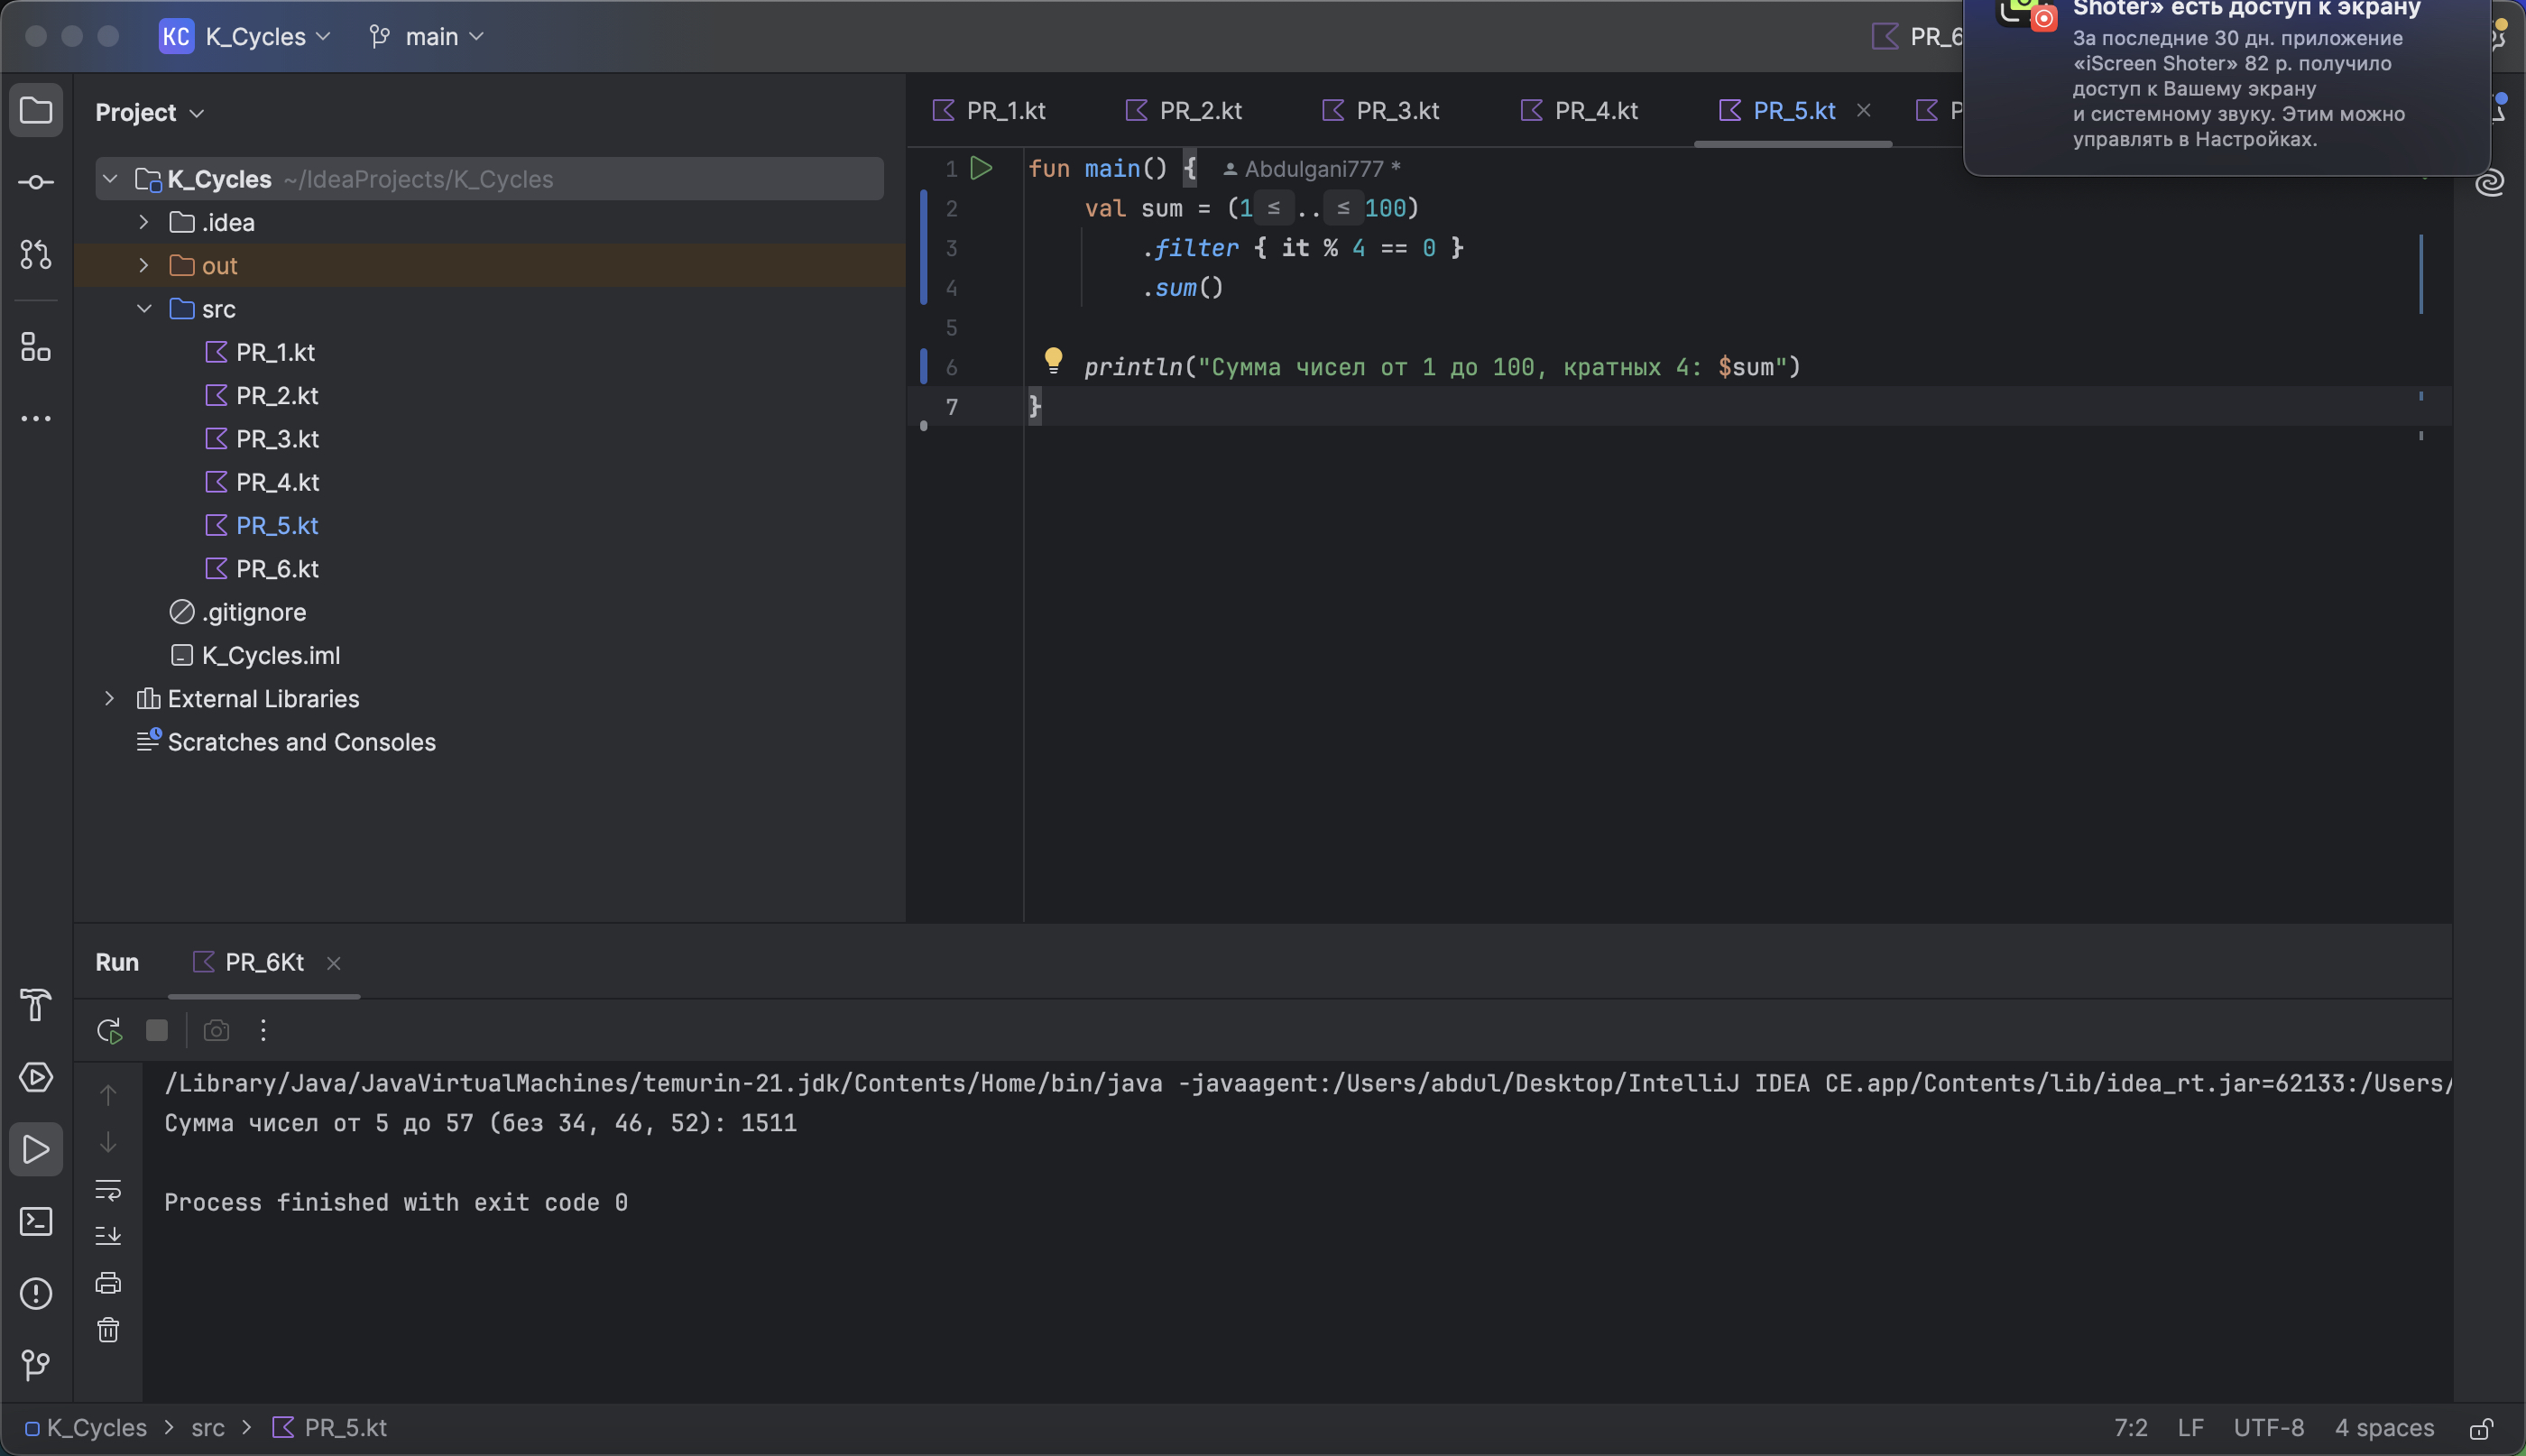 KC K_Cycles main PR_6
Shoter» есть доступ к экрану
За последние 30 дн. приложение
«iScreen Shoter» 82 р. получило
доступ к Вашему экрану
и системному звуку. Этим можно
управлять в Настройках.
Project
PR_1.kt PR_2.kt PR_3.kt PR_4.kt PR_5.kt P
K_Cycles ~/IdeaProjects/K_Cycles
.idea
out
src
PR_1.kt
PR_2.kt
PR_3.kt
PR_4.kt
PR_5.kt
PR_6.kt
.gitignore
K_Cycles.iml
External Libraries
Scratches and Consoles
1 fun main() { Abdulgani777 *
2 val sum = (1 ≤ .. ≤ 100)
3 .filter { it % 4 == 0 }
4 .sum()
5
6 println("Сумма чисел от 1 до 100, кратных 4: $sum")
7 }
Run PR_6Kt
/Library/Java/JavaVirtualMachines/temurin-21.jdk/Contents/Home/bin/java -javaagent:/Users/abdul/Desktop/IntelliJ IDEA CE.app/Contents/lib/idea_rt.jar=62133:/Users/
Сумма чисел от 5 до 57 (без 34, 46, 52): 1511
Process finished with exit code 0
K_Cycles > src > PR_5.kt
7:2 LF UTF-8 4 spaces